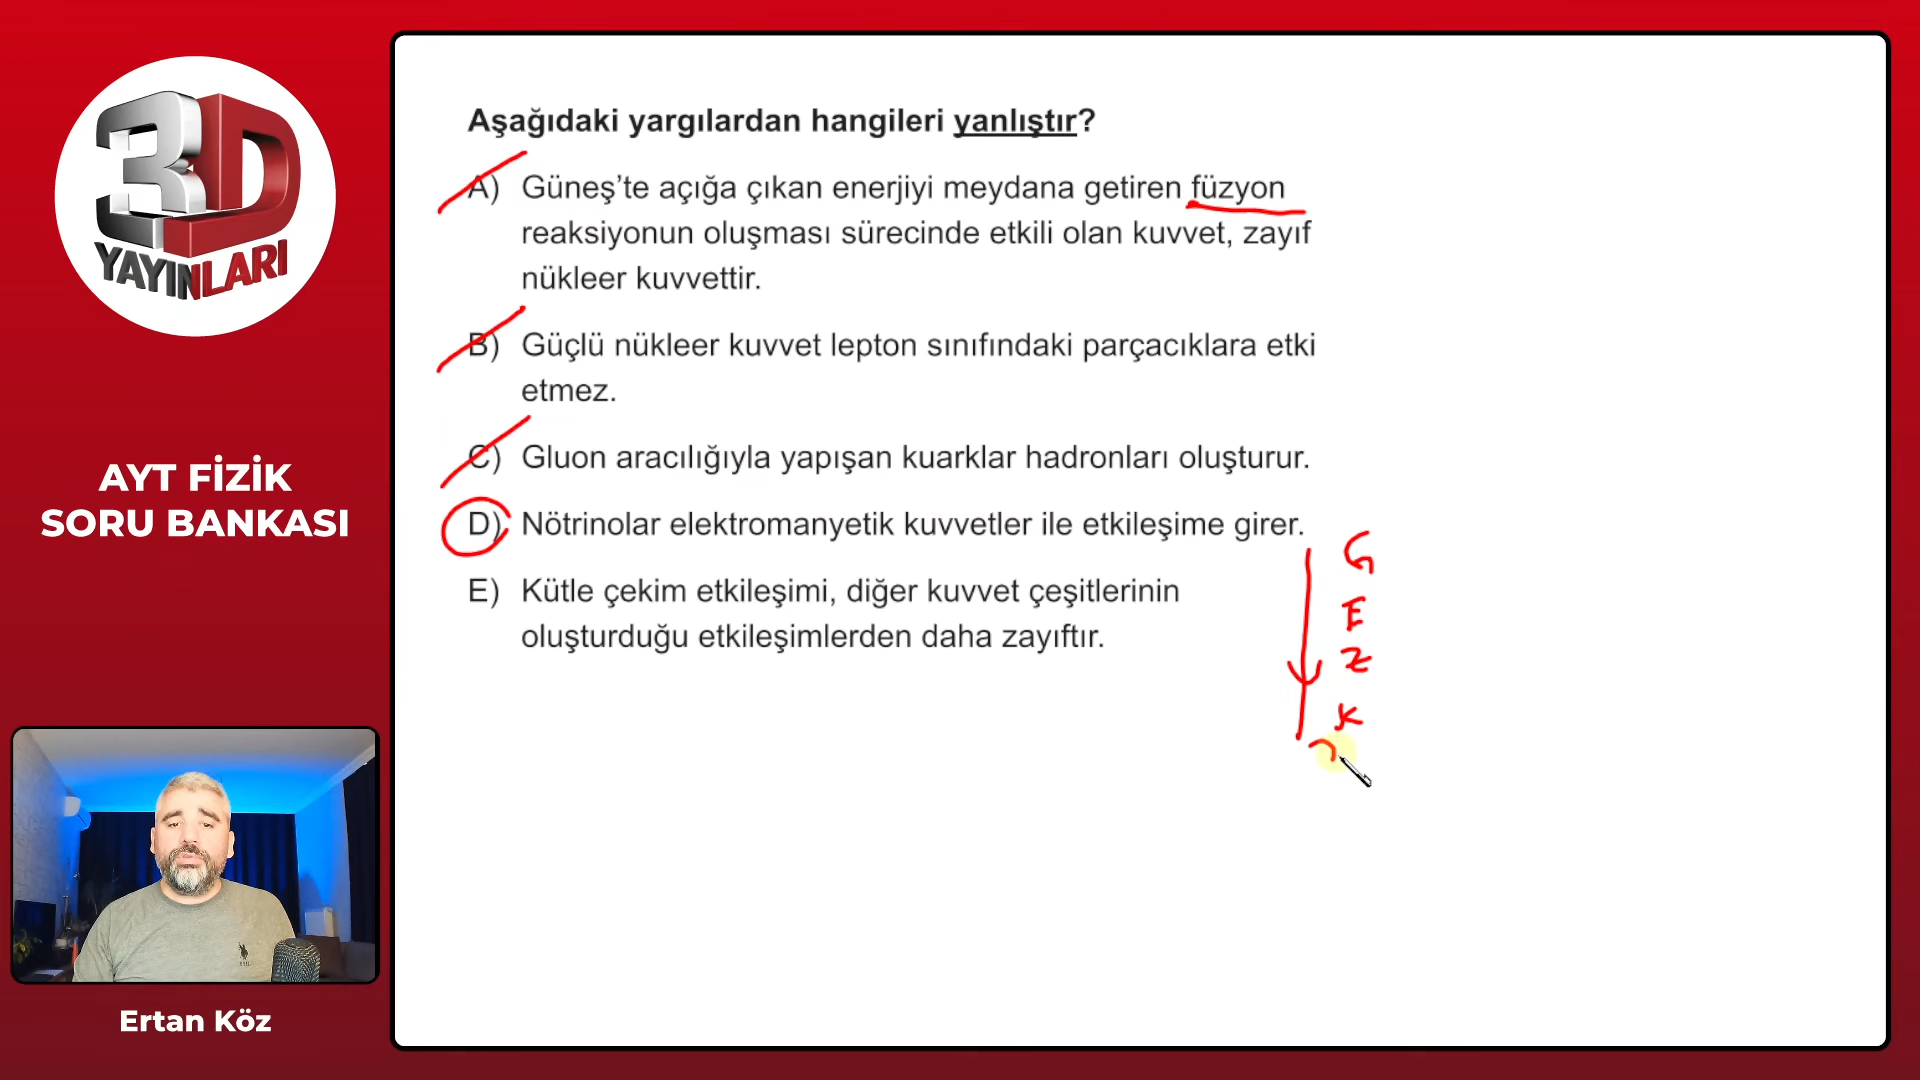 3D
YAYINLARI
AYT FİZİK
SORU BANKASI
Ertan Köz
Aşağıdaki yargılardan hangileri yanlıştır?
A) Güneş’te açığa çıkan enerjiyi meydana getiren füzyon
reaksiyonun oluşması sürecinde etkili olan kuvvet, zayıf
nükleer kuvvettir.
B) Güçlü nükleer kuvvet lepton sınıfındaki parçacıklara etki
etmez.
C) Gluon aracılığıyla yapışan kuarklar hadronları oluşturur.
D) Nötrinolar elektromanyetik kuvvetler ile etkileşime girer.
E) Kütle çekim etkileşimi, diğer kuvvet çeşitlerinin
oluşturduğu etkileşimlerden daha zayıftır.
G
E
Z
K